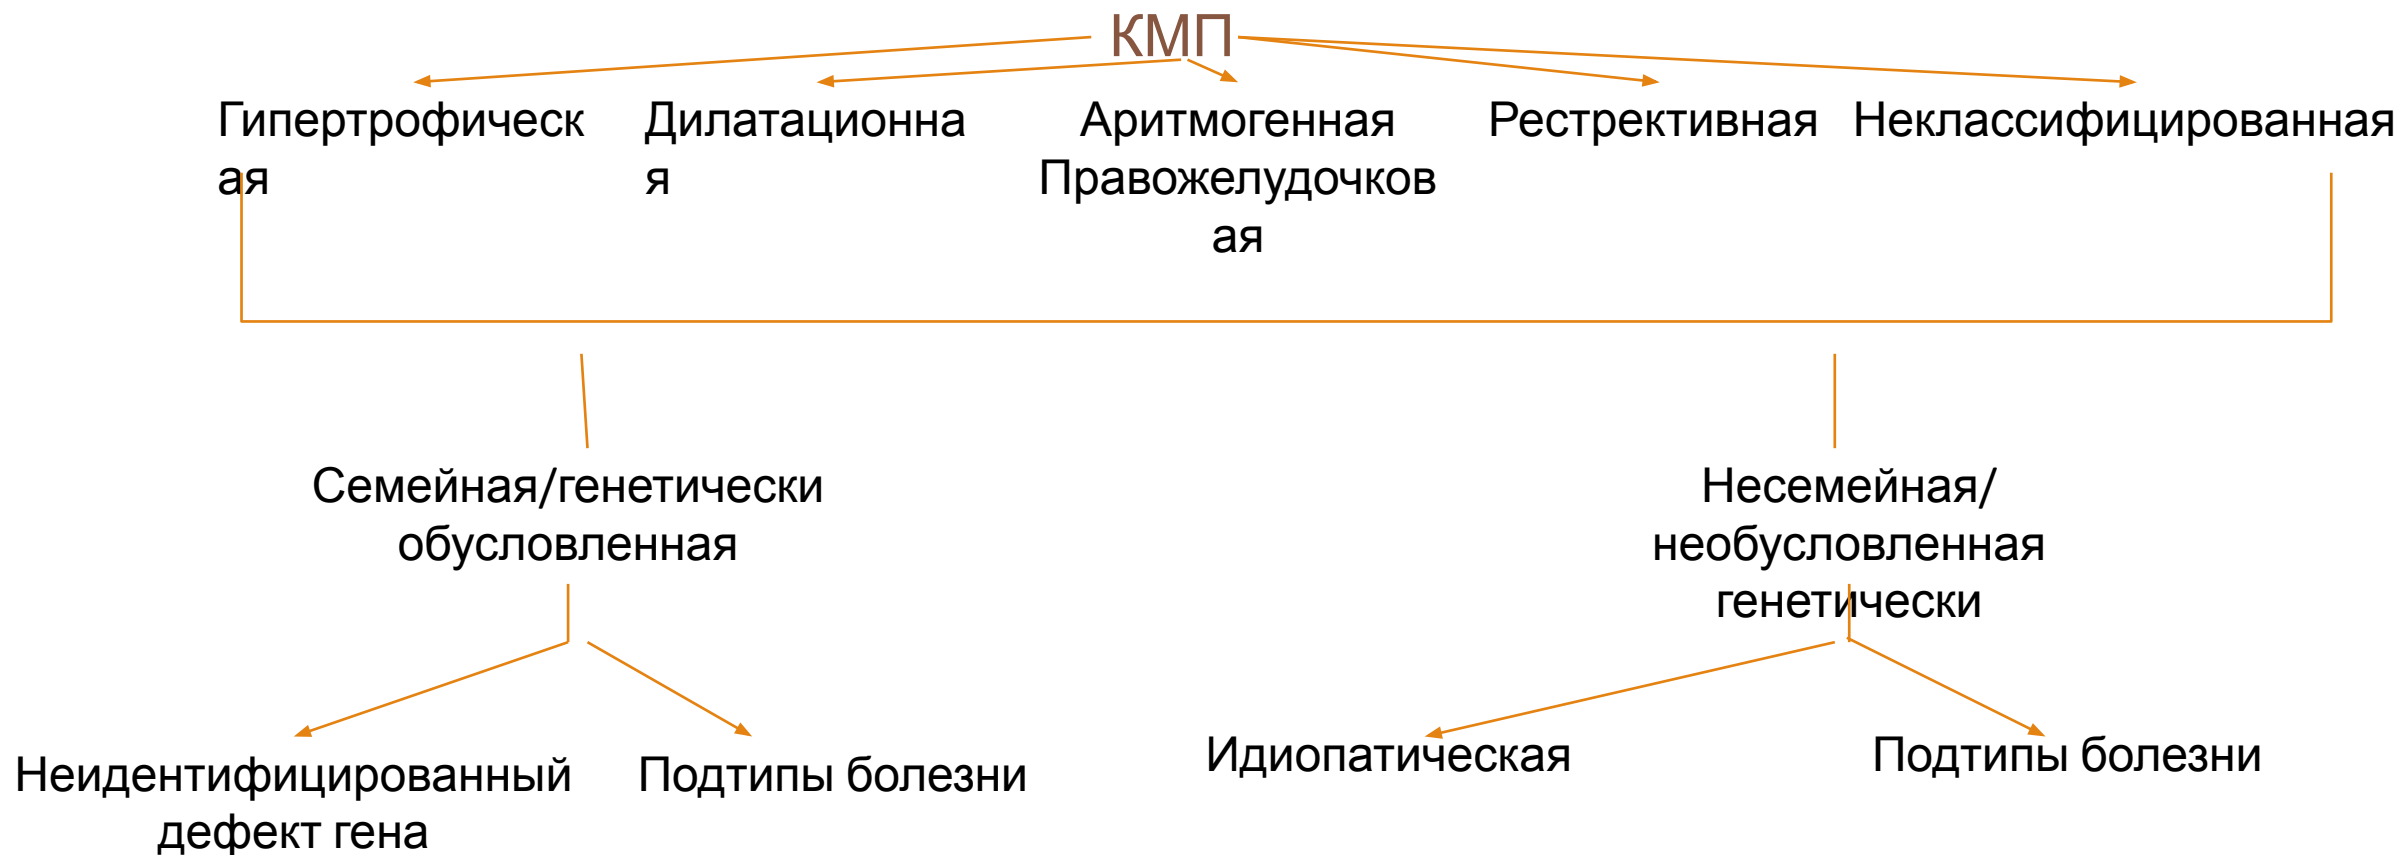 КМП
Гипертрофическ
ая
Дилатационна
я
Аритмогенная
Правожелудочков
ая
Рестрективная
Неклассифицированная
Семейная/генетически
обусловленная
Несемейная/
необусловленная
генетически
Неидентифицированный
дефект гена
Подтипы болезни
Идиопатическая
Подтипы болезни